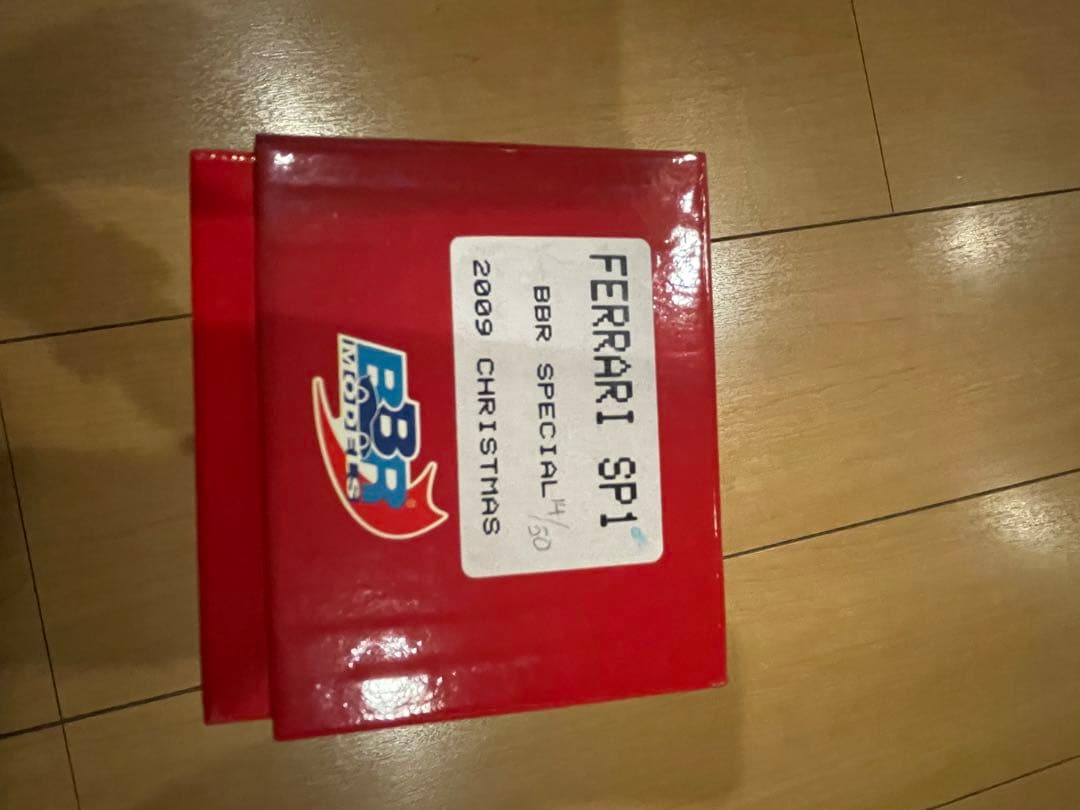 FERRARI SP1
BBR SPECIAL 14/50
2009 CHRISTMAS
BBR®
MODELS